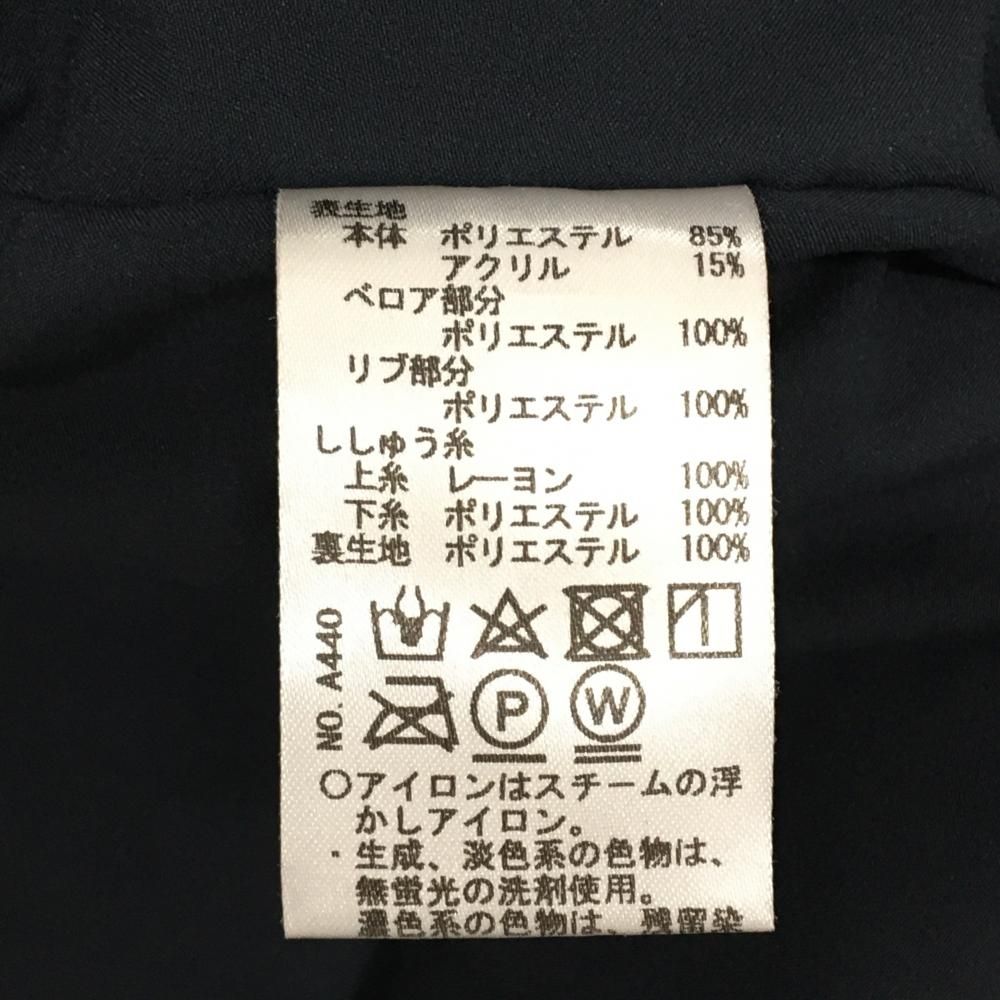 表生地
本体 ポリエステル 85%
アクリル 15%
ベロア部分
ポリエステル 100%
リブ部分
ポリエステル 100%
ししゅう糸
上糸 レーヨン 100%
下糸 ポリエステル 100%
裏生地 ポリエステル 100%
NO. A440
P W
○アイロンはスチームの浮
かしアイロン。
・生成、淡色系の色物は、
無蛍光の洗剤使用。
濃色系の色物は、残留染